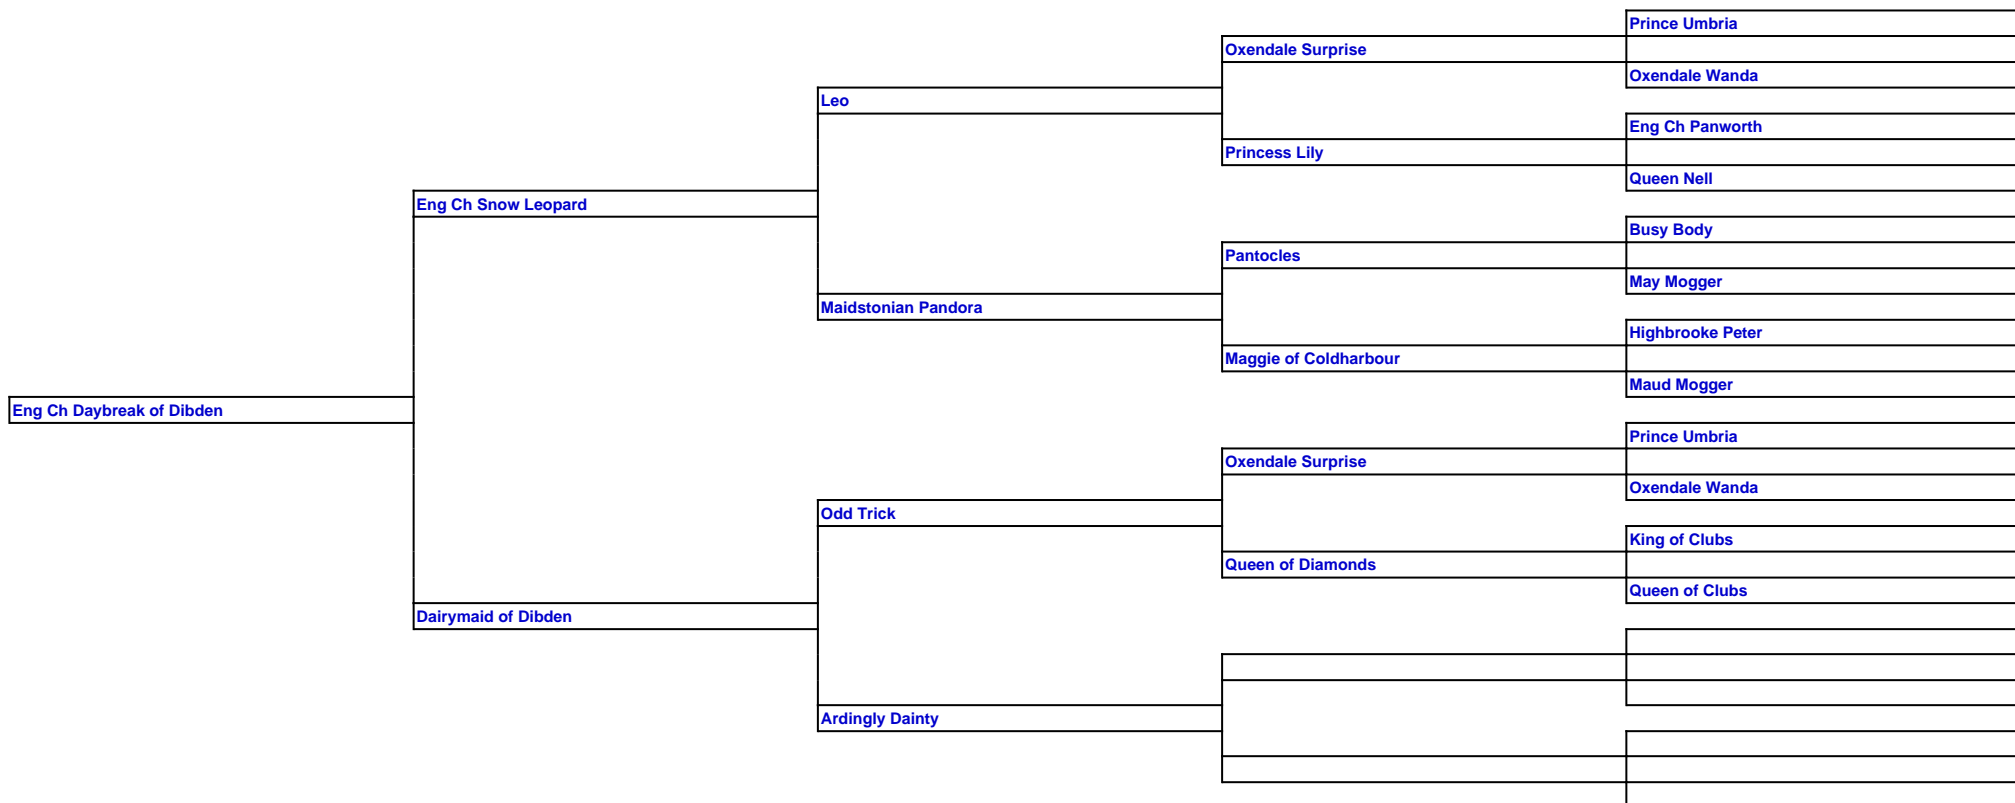 Prince Umbria
Oxendale Surprise
Oxendale Wanda
Leo
Eng Ch Panworth
Princess Lily
Queen Nell
Eng Ch Snow Leopard
Busy Body
Pantocles
May Mogger
Maidstonian Pandora
Highbrooke Peter
Maggie of Coldharbour
Maud Mogger
Eng Ch Daybreak of Dibden
Prince Umbria
Oxendale Surprise
Oxendale Wanda
Odd Trick
King of Clubs
Queen of Diamonds
Queen of Clubs
Dairymaid of Dibden
Ardingly Dainty